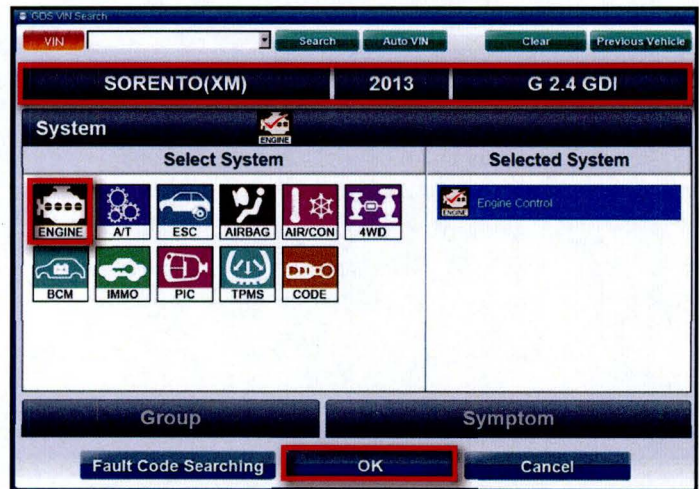 GDS VIN Search
VIN Search Auto VIN Clear Previous Vehicle
SORENTO(XM) 2013 G 2.4 GDI
System ENGINE
Select System Selected System
ENGINE A/T ESC AIRBAG AIR/CON 4WD
ENGINE Engine Control
BCM IMMO PIC TPMS CODE
Group Symptom
Fault Code Searching OK Cancel